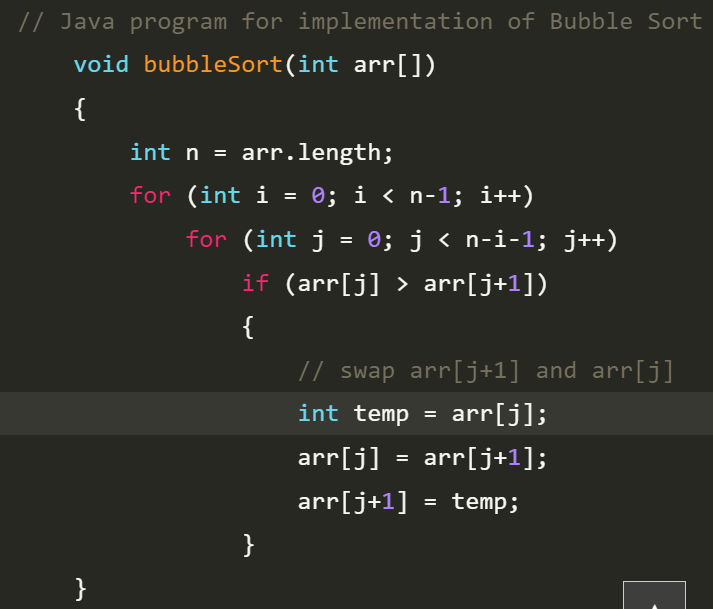 // Java program for implementation of Bubble Sort
    void bubbleSort(int arr[])
    {
        int n = arr.length;
        for (int i = 0; i < n-1; i++)
            for (int j = 0; j < n-i-1; j++)
                if (arr[j] > arr[j+1])
                {
                    // swap arr[j+1] and arr[j]
                    int temp = arr[j];
                    arr[j] = arr[j+1];
                    arr[j+1] = temp;
                }
    }